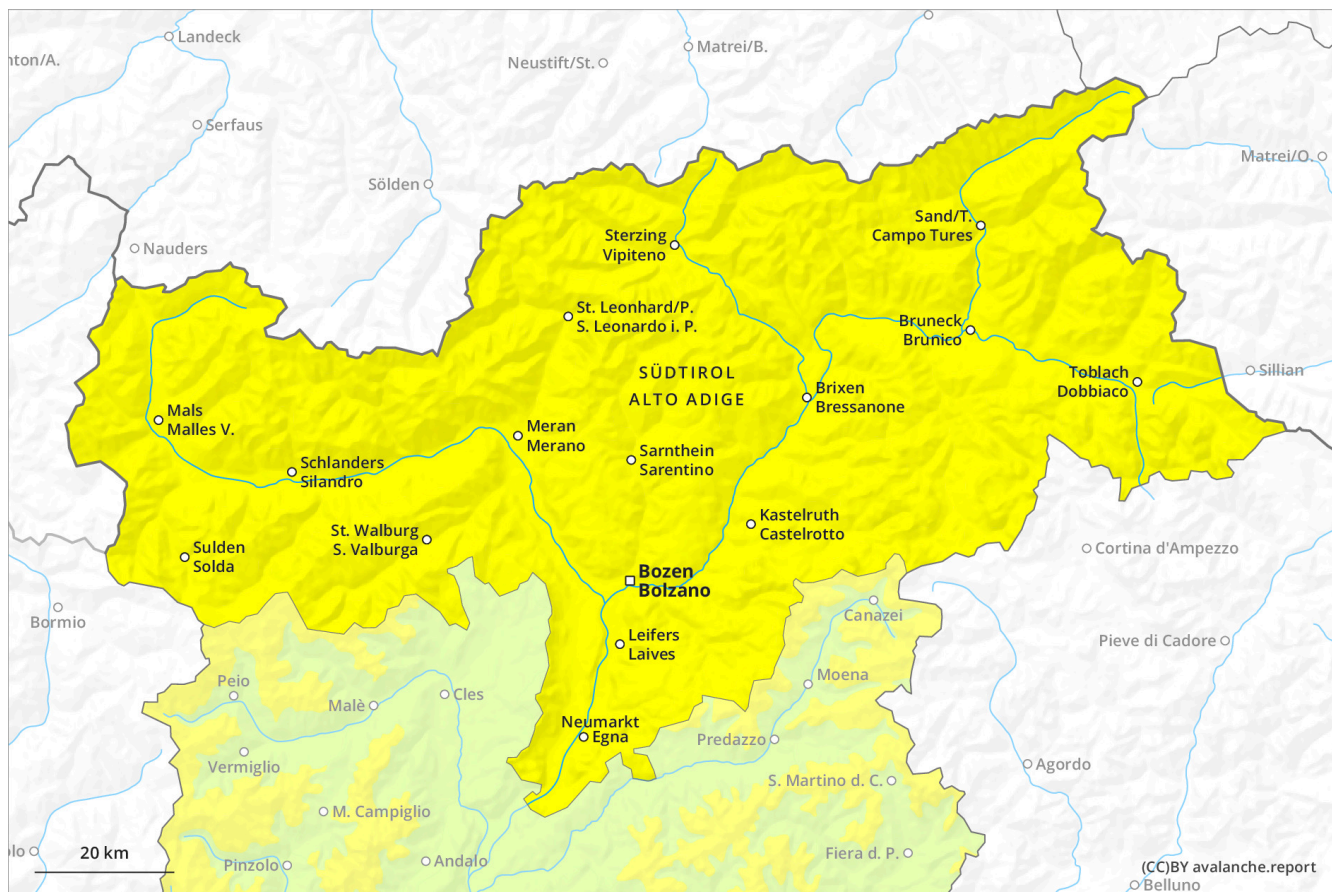 Landeck
nton/A.
Matrei/B.
Neustift/St.
Serfaus
Matrei/O.
Sölden
Sand/T.
Campo Tures
Sterzing
Vipiteno
Nauders
St. Leonhard/P.
S. Leonardo i. P.
Bruneck
Brunico
SÜDTIROL
ALTO ADIGE
Toblach
Dobbiaco
Sillian
Brixen
Bressanone
Mals
Malles V.
Meran
Merano
Sarnthein
Sarentino
Schlanders
Silandro
Kastelruth
Castelrotto
St. Walburg
S. Valburga
Sulden
Solda
Cortina d'Ampezzo
Bozen
Bolzano
Bormio
Canazei
Leifers
Laives
Pieve di Cadore
Peio
Moena
Cles
Malè
Neumarkt
Egna
Predazzo
Vermiglio
Agordo
S. Martino d. C.
M. Campiglio
olo
20 km
Pinzolo
Andalo
Fiera d. P.
(CC)BY avalanche.report
Belluno